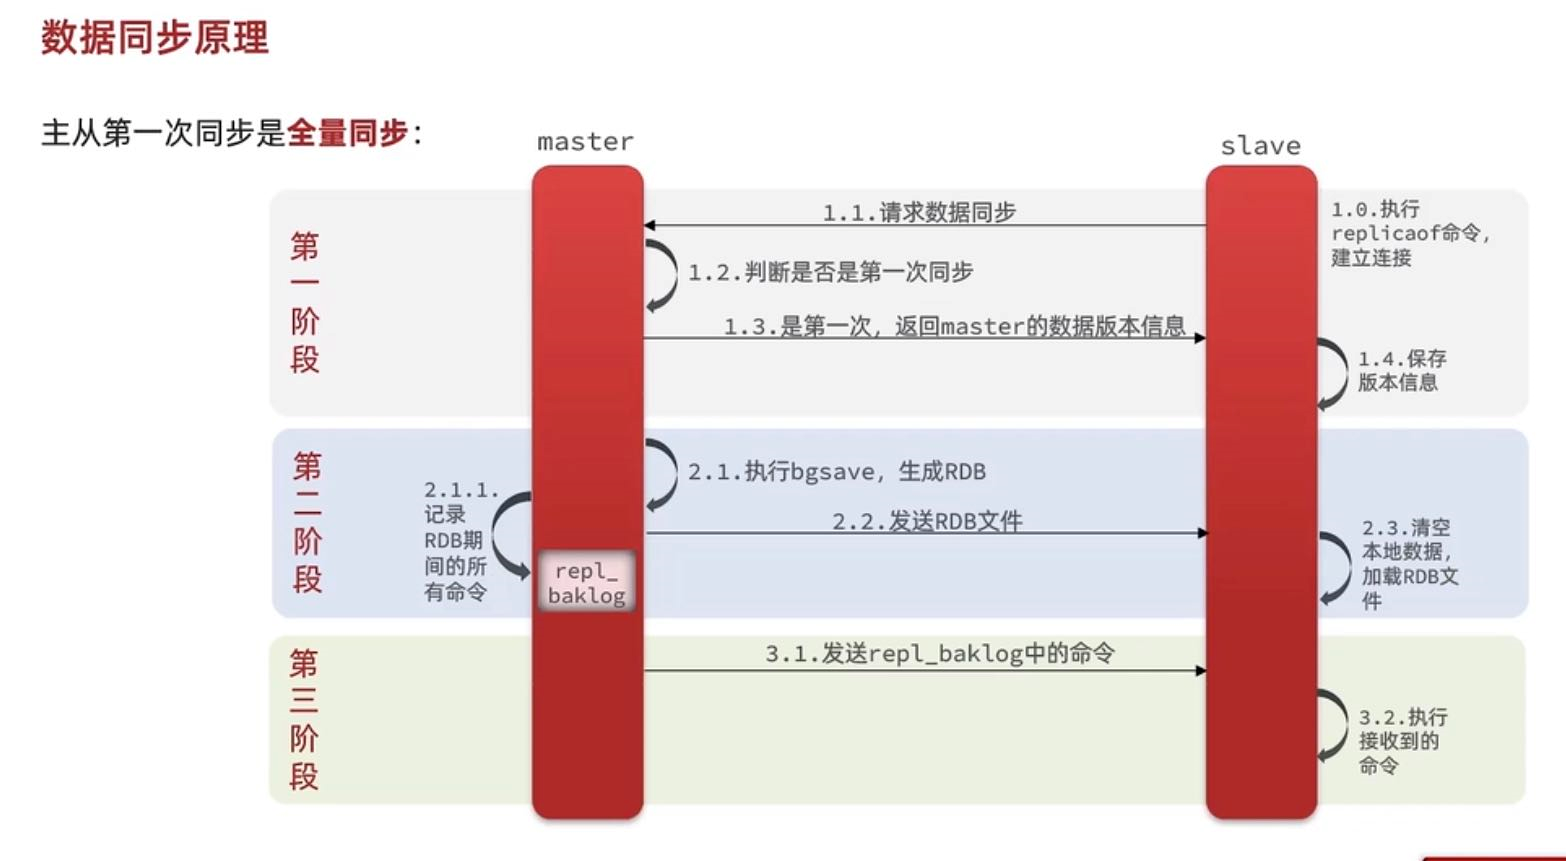 数据同步原理
主从第一次同步是全量同步：
master
slave
第
一
阶
段
1.0.执行
replicaof命令，
建立连接
1.1.请求数据同步
1.2.判断是否是第一次同步
1.3.是第一次，返回master的数据版本信息
1.4.保存
版本信息
第
二
阶
段
2.1.执行bgsave，生成RDB
2.1.1.
记录
RDB期
间的所
有命令
repl_
baklog
2.2.发送RDB文件
2.3.清空
本地数据，
加载RDB文
件
第
三
阶
段
3.1.发送repl_baklog中的命令
3.2.执行
接收到的
命令